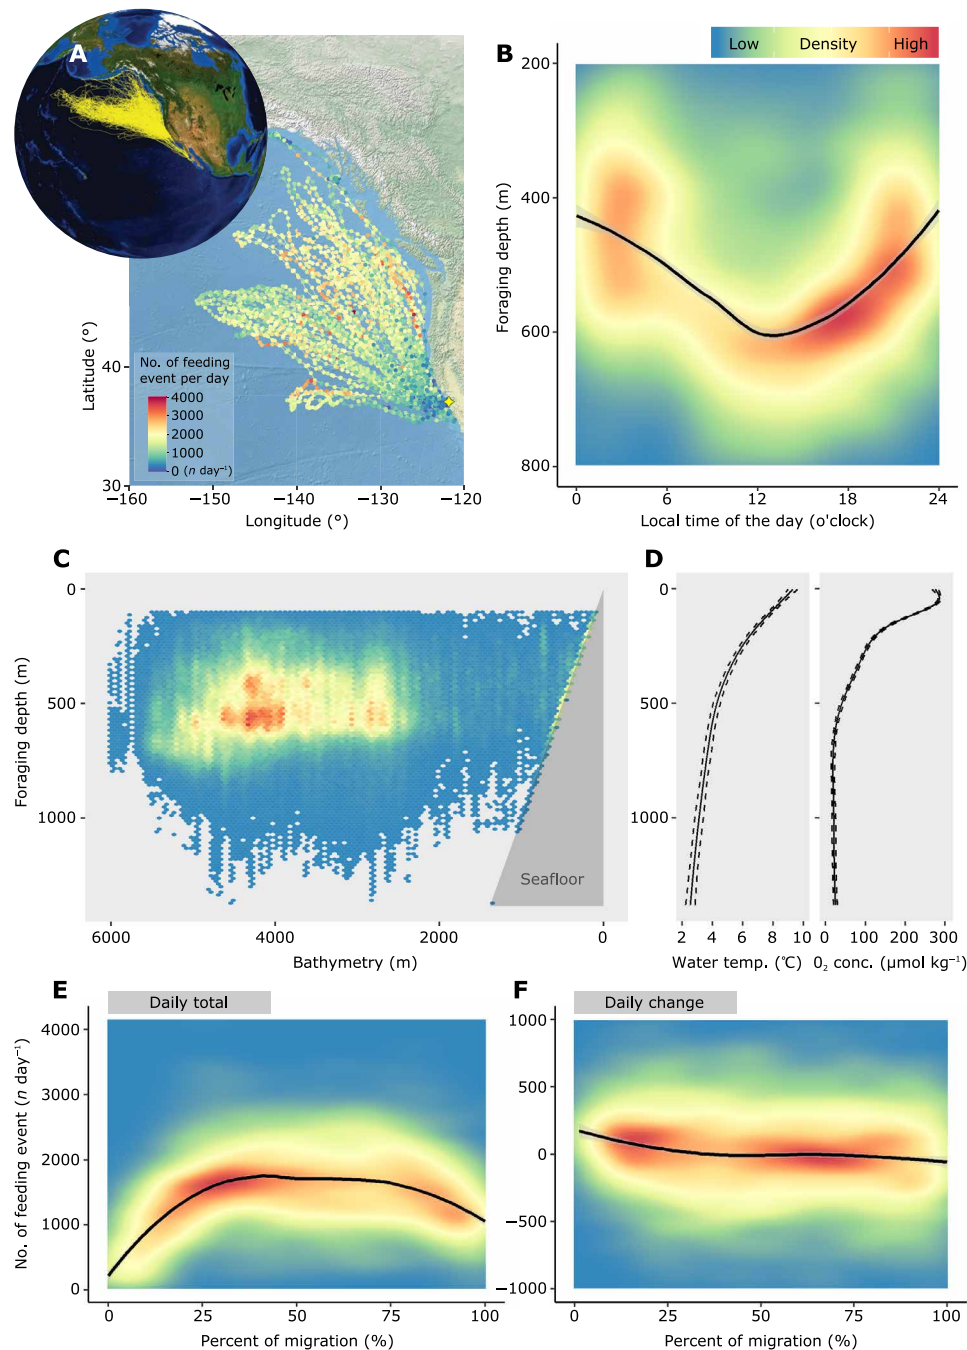 A
40
30
−160
−150
−140
−130
−120
Latitude (°)
Longitude (°)
No. of feeding
event per day
4000
3000
2000
1000
0 (n day⁻¹)
B
Low
Density
High
200
400
600
800
Foraging depth (m)
0
6
12
18
24
Local time of the day (o'clock)
C
0
500
1000
Foraging depth (m)
Seafloor
6000
4000
2000
0
Bathymetry (m)
D
0
500
1000
2
4
6
8
10
Water temp. (℃)
0
100
200
300
O₂ conc. (µmol kg⁻¹)
E
Daily total
4000
3000
2000
1000
0
No. of feeding event (n day⁻¹)
0
25
50
75
100
Percent of migration (%)
F
Daily change
1000
500
0
−500
−1000
0
25
50
75
100
Percent of migration (%)